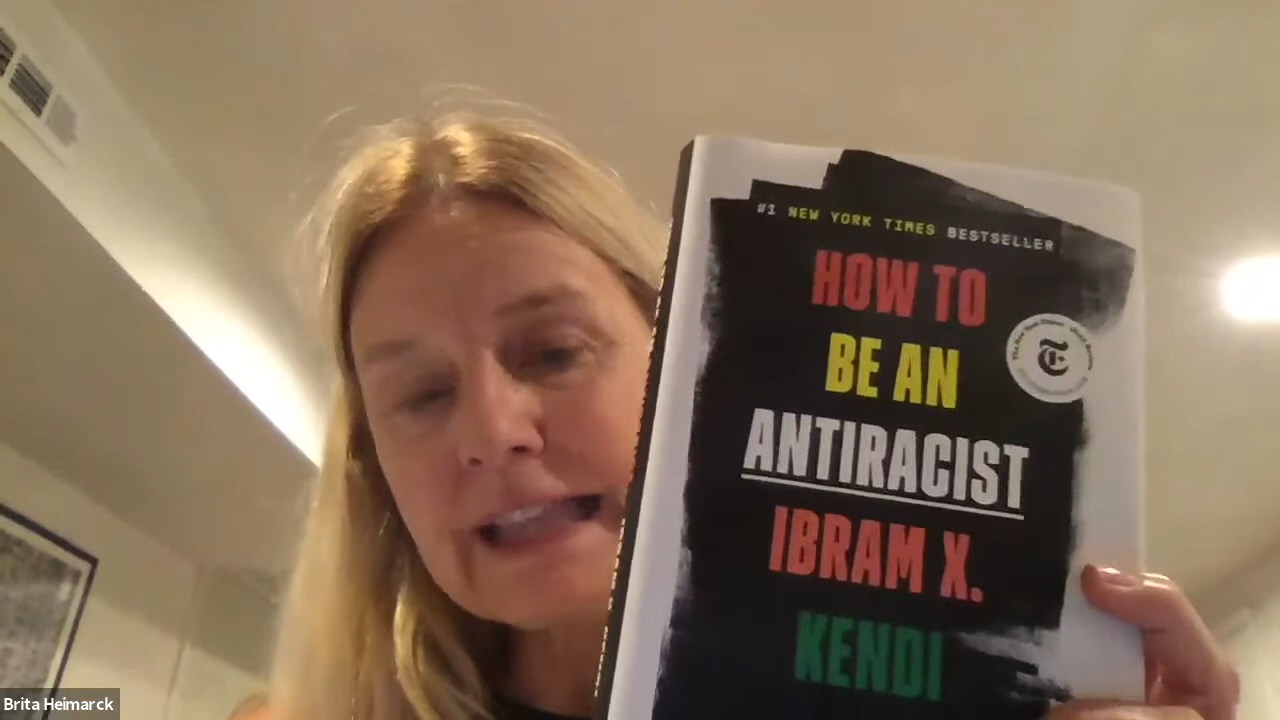 #1 NEW YORK TIMES BESTSELLER
HOW TO
BE AN
ANTIRACIST
IBRAM X.
KENDI
Brita Heimarck